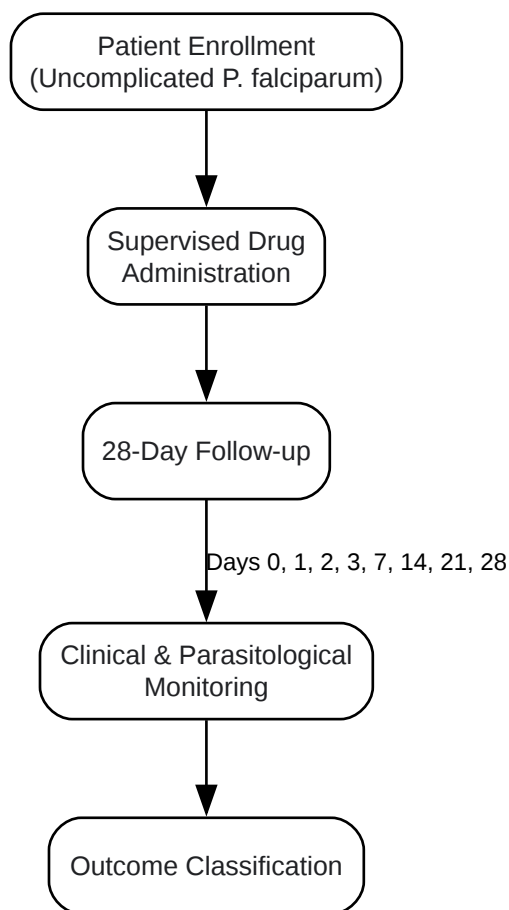 Patient Enrollment
(Uncomplicated P. falciparum)
Supervised Drug
Administration
28-Day Follow-up
Days 0, 1, 2, 3, 7, 14, 21, 28
Clinical & Parasitological
Monitoring
Outcome Classification